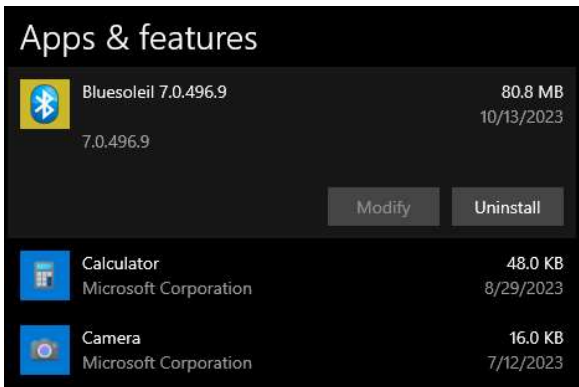 Apps & features
Bluesoleil 7.0.496.9 80.8 MB
10/13/2023
7.0.496.9
Modify Uninstall
Calculator 48.0 KB
Microsoft Corporation 8/29/2023
Camera 16.0 KB
Microsoft Corporation 7/12/2023